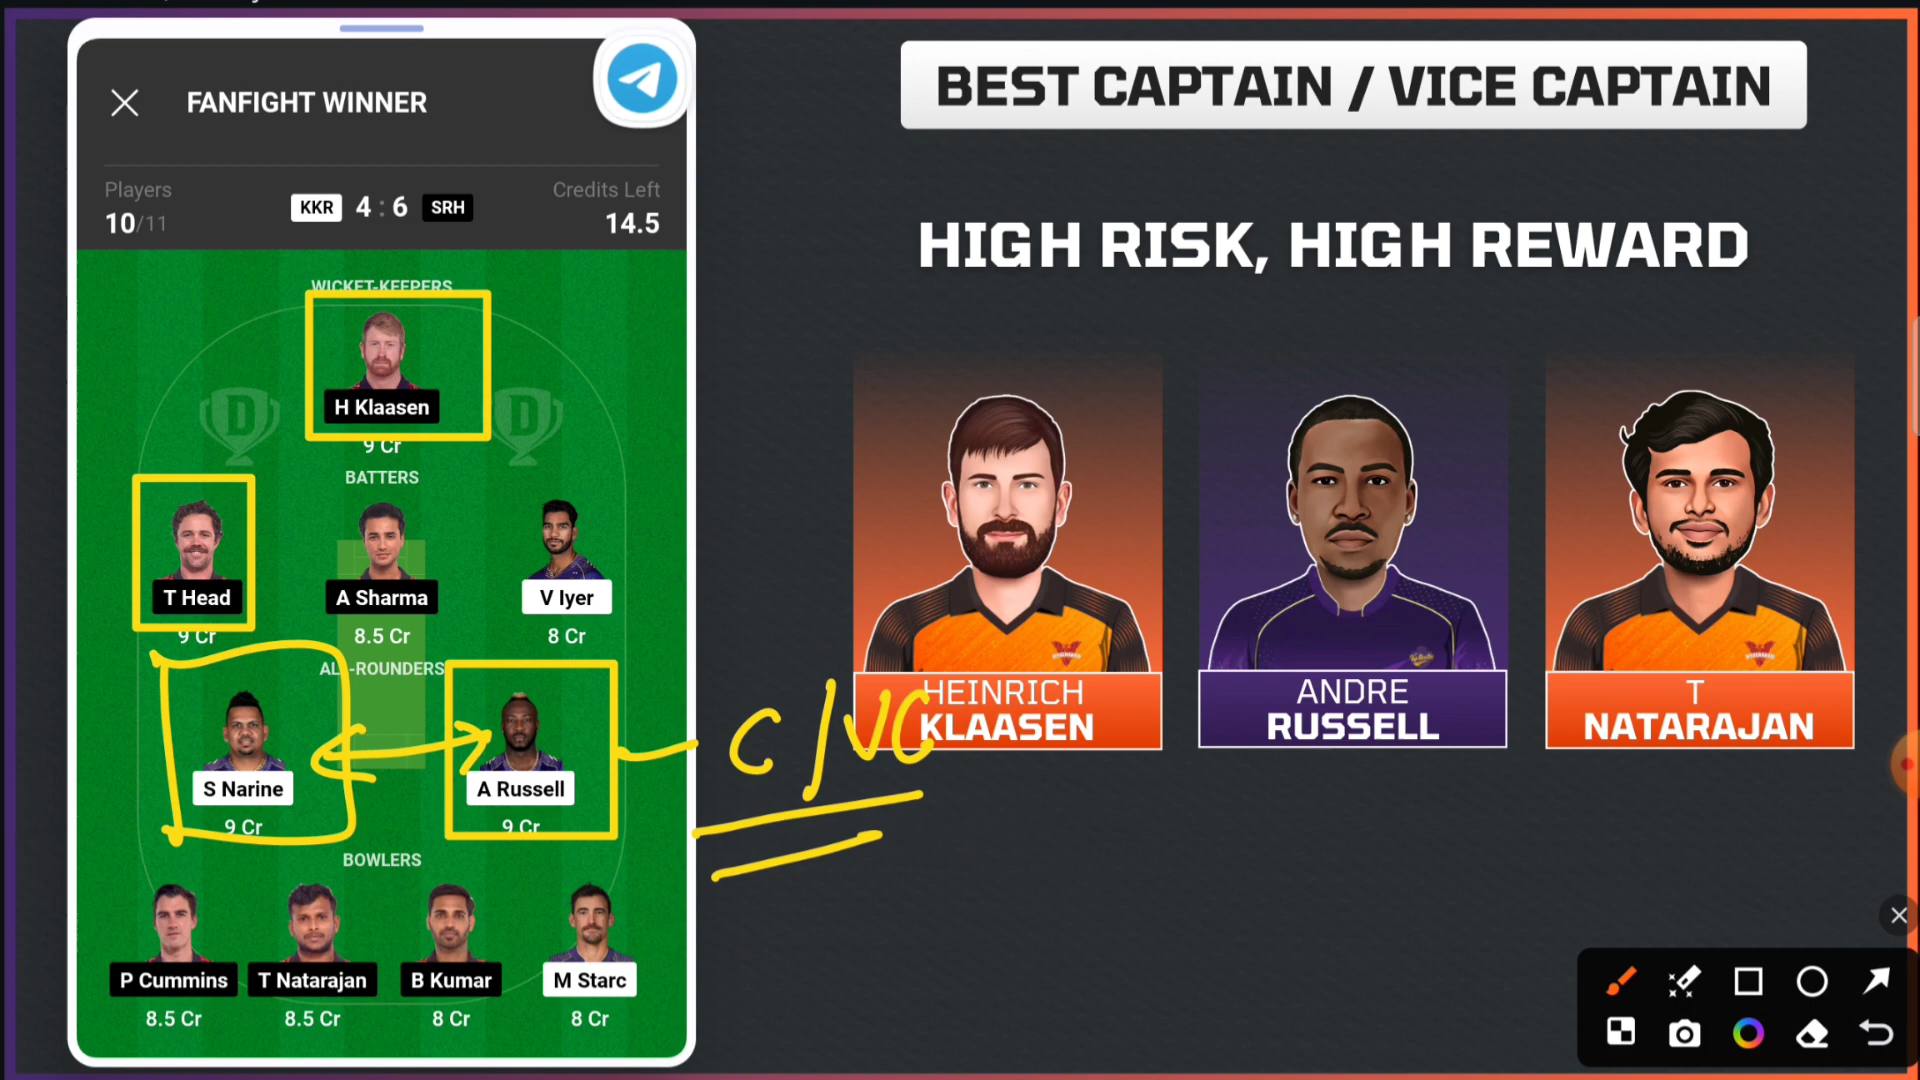 FANFIGHT WINNER
Players
Credits Left
10/11
KKR 4 : 6 SRH
14.5
WICKET-KEEPERS
D D
H Klaasen
9 Cr
BATTERS
T Head A Sharma V Iyer
9 Cr 8.5 Cr 8 Cr
ALL-ROUNDERS
S Narine A Russell
9 Cr 9 Cr
BOWLERS
P Cummins T Natarajan B Kumar M Starc
8.5 Cr 8.5 Cr 8 Cr 8 Cr
C/VC
BEST CAPTAIN / VICE CAPTAIN
HIGH RISK, HIGH REWARD
HEINRICH
KLAASEN
ANDRE
RUSSELL
T
NATARAJAN